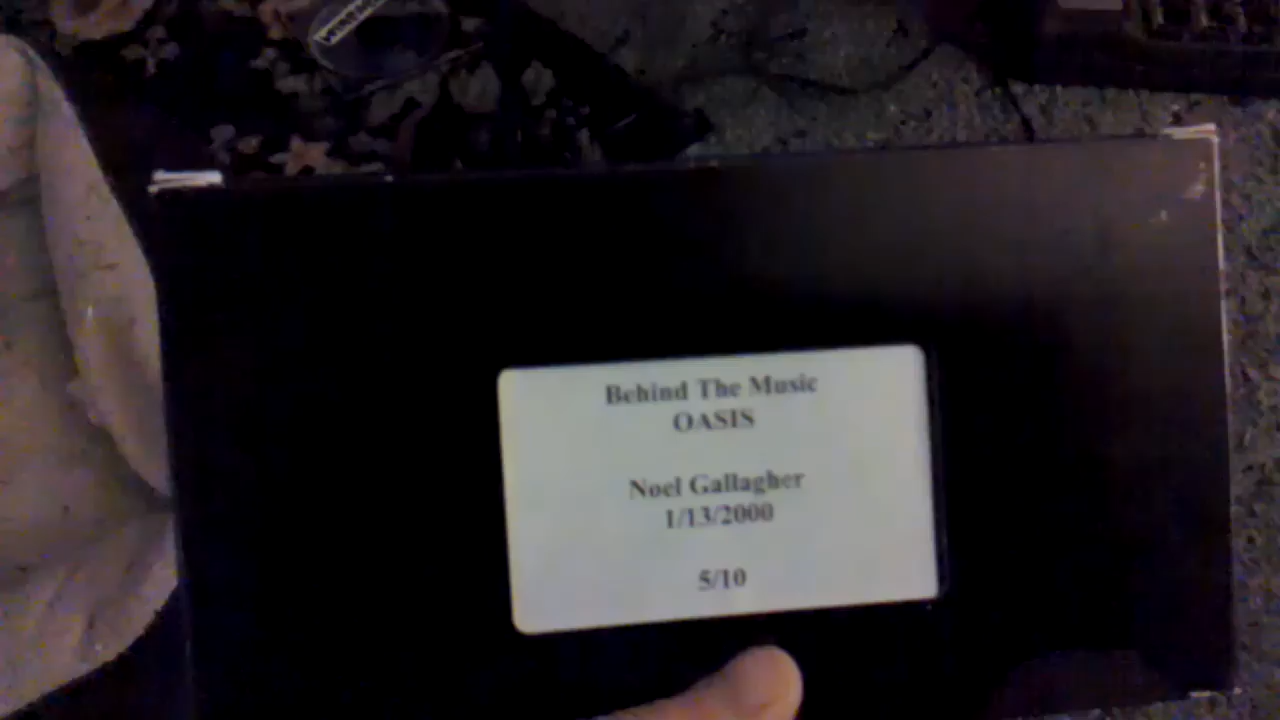 Behind The Music
OASIS
Noel Gallagher
1/13/2000
5/10